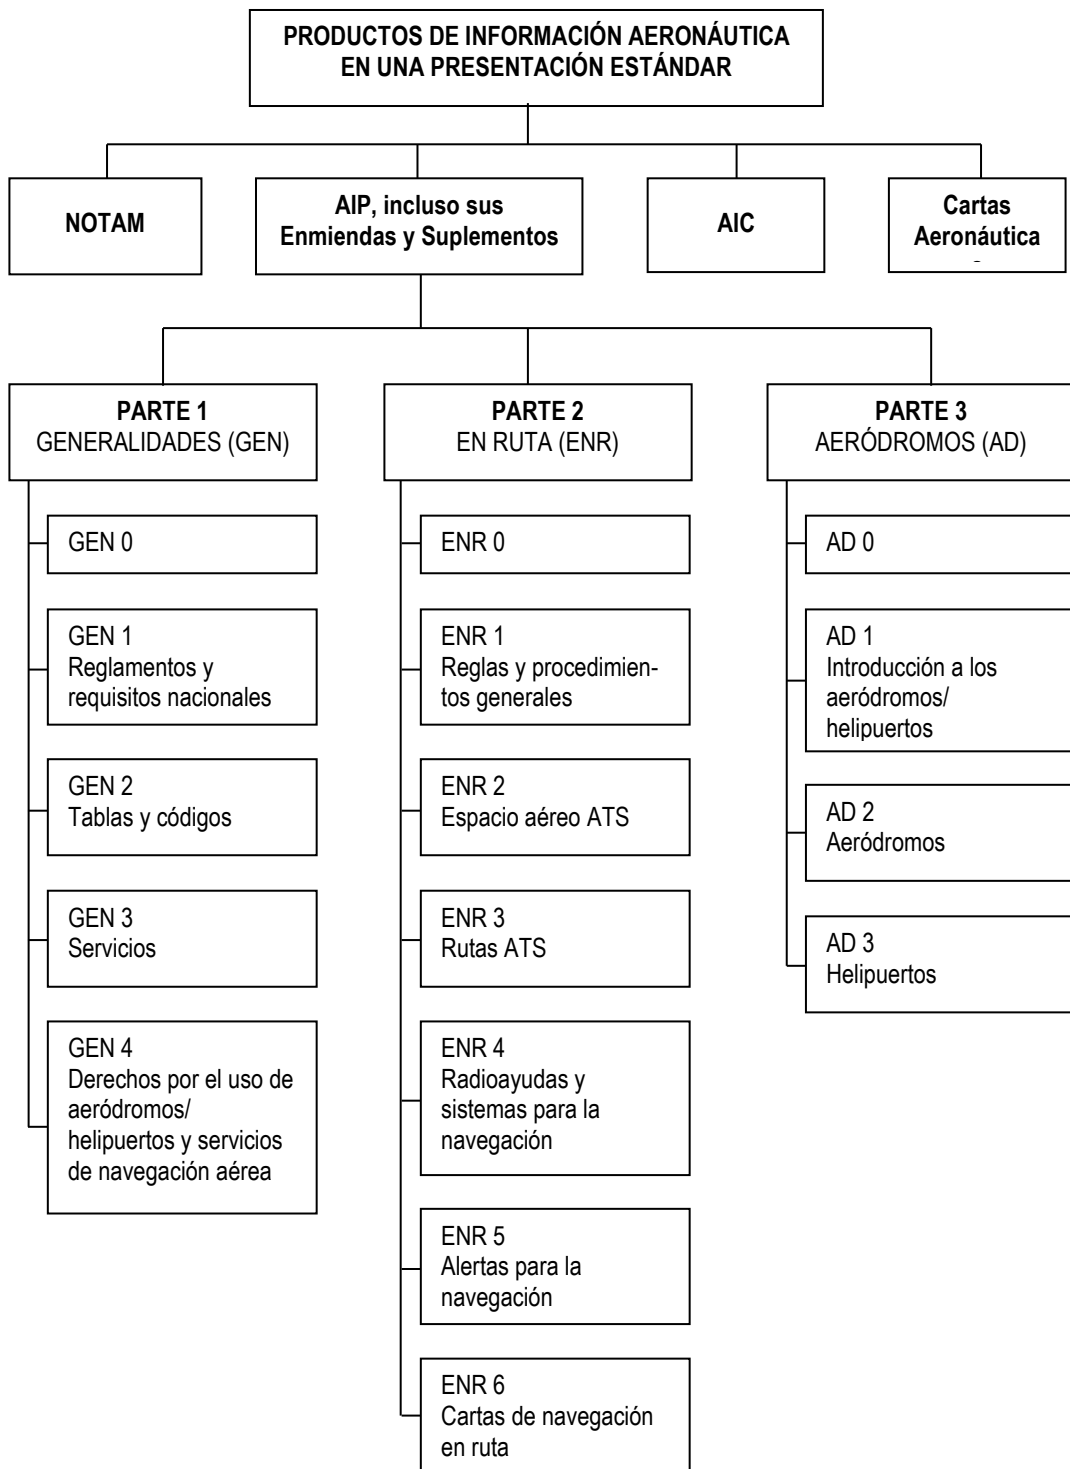 PRODUCTOS DE INFORMACIÓN AERONÁUTICA
EN UNA PRESENTACIÓN ESTÁNDAR
NOTAM
AIP, incluso sus
Enmiendas y Suplementos
AIC
Cartas
Aeronáutica
PARTE 1
GENERALIDADES (GEN)
GEN 0
GEN 1
Reglamentos y
requisitos nacionales
GEN 2
Tablas y códigos
GEN 3
Servicios
GEN 4
Derechos por el uso de
aeródromos/
helipuertos y servicios
de navegación aérea
PARTE 2
EN RUTA (ENR)
ENR 0
ENR 1
Reglas y procedimien-
tos generales
ENR 2
Espacio aéreo ATS
ENR 3
Rutas ATS
ENR 4
Radioayudas y
sistemas para la
navegación
ENR 5
Alertas para la
navegación
ENR 6
Cartas de navegación
en ruta
PARTE 3
AERÓDROMOS (AD)
AD 0
AD 1
Introducción a los
aeródromos/
helipuertos
AD 2
Aeródromos
AD 3
Helipuertos